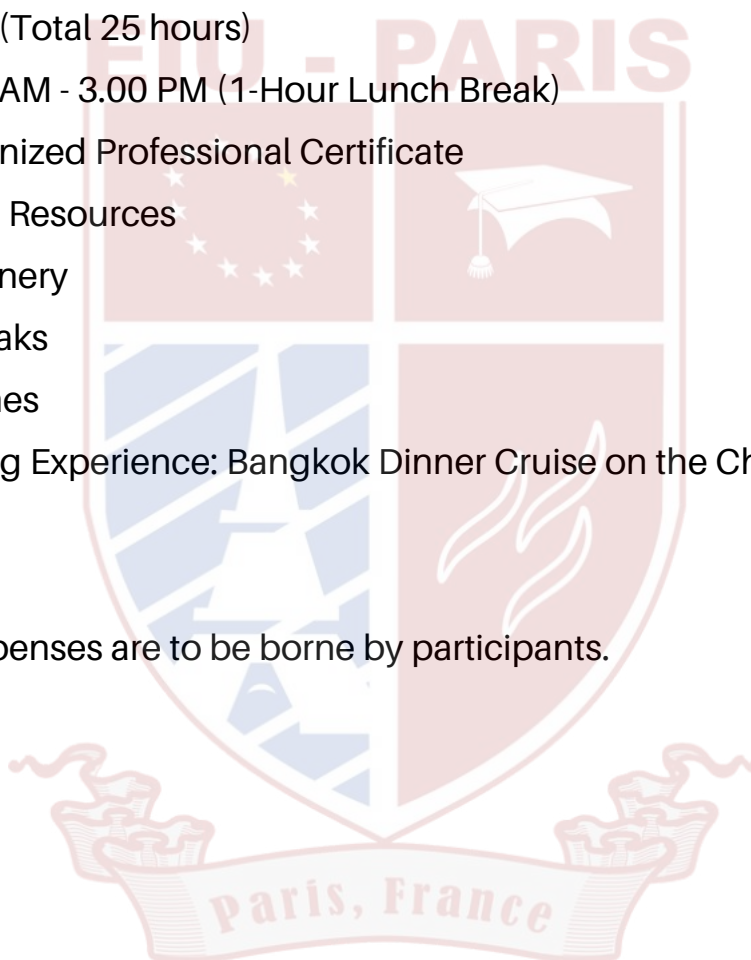 EIU - PARIS
(Total 25 hours)
AM - 3.00 PM (1-Hour Lunch Break)
nized Professional Certificate
Resources
nery
aks
es
g Experience: Bangkok Dinner Cruise on the Ch
penses are to be borne by participants.
Paris, France